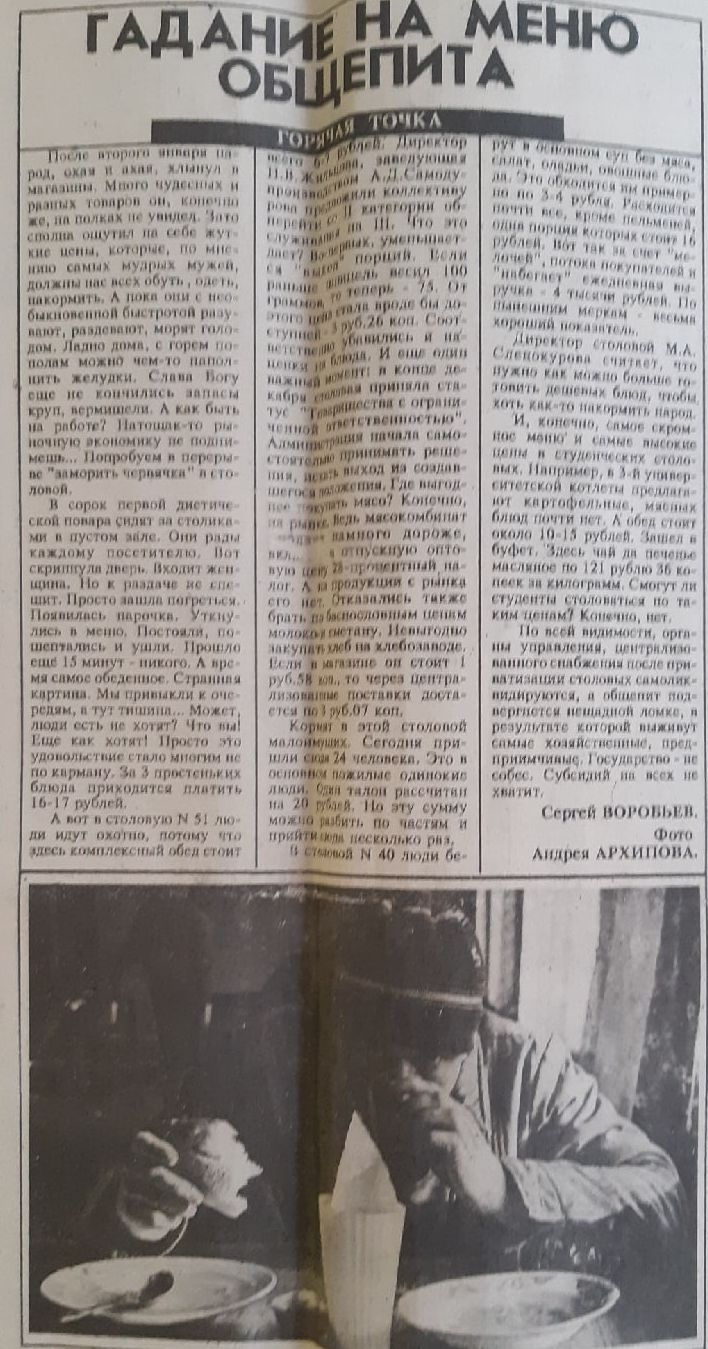 ГАДАНИЕ НА МЕНЮ
ОБЩЕПИТА
ГОРЯЧАЯ ТОЧКА
После второго января на-
род, охая и ахая, хлынул в
магазины. Много чудесных и
разных товаров он, конечно
же, на полках не увидел. Зато
сполна ощутил на себе жут-
кие цены, которые, по мне-
нию самых мудрых мужей,
должны нас всех обуть , одеть,
накормить. А пока они с нео-
быкновенной быстротой разу-
вают, раздевают, морят голо-
дом. Ладно дома, с горем по-
полам можно чем-то напол-
нить желудки. Слава Богу
еще не кончились запасы
круп, вермишели. А как быть
на работе? Натощак-то ры-
ночную экономику не подни-
мешь... Попробуем в переры-
ве "заморить червячка" в сто-
ловой.
В сорок первой диетиче-
ской повара сидят за столика-
ми в пустом зале. Они рады
каждому посетителю. Вот
скрипнула дверь. Входит жен-
щина. Но к раздаче не спе-
шит. Просто зашла погреться.
Появилась парочка. Уткну-
лись в меню. Постояли, по-
шептались и ушли. Прошло
ещё 15 минут - никого. А вре-
мя самое обеденное. Странная
картина. Мы привыкли к оче-
редям, а тут тишина... Может,
люди есть не хотят? Что вы!
Еще как хотят! Просто это
удовольствие стало многим не
по карману. За 3 простеньких
блюда приходится платить
16-17 рублей.
А вот в столовую N 51 лю-
ди идут охотно, потому что
здесь комплексный обед стоит
всего 6-7 рублей. Директор
заведующая
производством А.Д.Самоду-
рова предложили коллективу
перейти со II категории об-
служивания на III. Что это
дает? Во-первых, уменьшает-
ся "выход" порций. Если
раньше шницель весил 100
граммов, то теперь - 75. От
этого цена стала вроде бы до-
ступней - 3 руб.26 коп. Соот-
ветственно убавились и на-
ценки на блюда. И еще один
важный момент: в конце де-
кабря столовая приняла ста-
тус "Товарищества с ограни-
ченной ответственностью".
Администрация начала само-
стоятельно принимать реше-
ния, искать выход из создав-
шегося положения. Где выгод-
нее покупать мясо? Конечно,
на рынке. Ведь мясокомбинат
намного дороже,
отпускную опто-
вую цену 28-процентный на-
лог. А на продукции с рынка
его нет. Отказались также
брать по баснословным ценам
молоко и сметану. Невыгодно
закупать хлеб на хлебозаводе.
Если в магазине он стоит 1
руб.58 коп., то через центра-
лизованные поставки доста-
ется по 3 руб.07 коп.
Кормят в этой столовой
малоимущих. Сегодня при-
шли сюда 24 человека. Это в
основном пожилые одинокие
люди. Один талон рассчитан
на 20 рублей. Но эту сумму
можно разбить по частям и
прийти сюда несколько раз.
В столовой N 40 люди бе-
рут в основном суп без мяса,
салат, оладьи, овощные блю-
да. Это обходится им пример-
но по 3-4 рубля. Расходится
почти все, кроме пельменей,
одна порция которых стоит 16
рублей. Вот так за счет "ме-
лочей", потока покупателей и
"набегает" ежедневная вы-
ручка - 4 тысячи рублей. По
нынешним меркам - весьма
хороший показатель.
Директор столовой М.А.
Слепокурова считает, что
нужно как можно больше го-
товить дешевых блюд, чтобы
хоть как-то накормить народ.
И, конечно, самое скром-
ное меню и самые высокие
цены в студенческих столо-
вых. Например, в 3-й универ-
ситетской котлеты предлага-
ют картофельные, мясных
блюд почти нет. А обед стоит
около 10-15 рублей. Зашел в
буфет. Здесь чай да печенье
масляное по 121 рублю 36 ко-
пеек за килограмм. Смогут ли
студенты столоваться по та-
ким ценам? Конечно, нет.
По всей видимости, орга-
ны управления, централизо-
ванного снабжения после при-
ватизации столовых самолик-
видируются, а общепит под-
вергнется нещадной ломке, в
результате которой выживут
самые хозяйственные, пред-
приимчивые. Государство - не
собес. Субсидий на всех не
хватит.
Сергей ВОРОБЬЕВ.
Фото
Андрея АРХИПОВА.